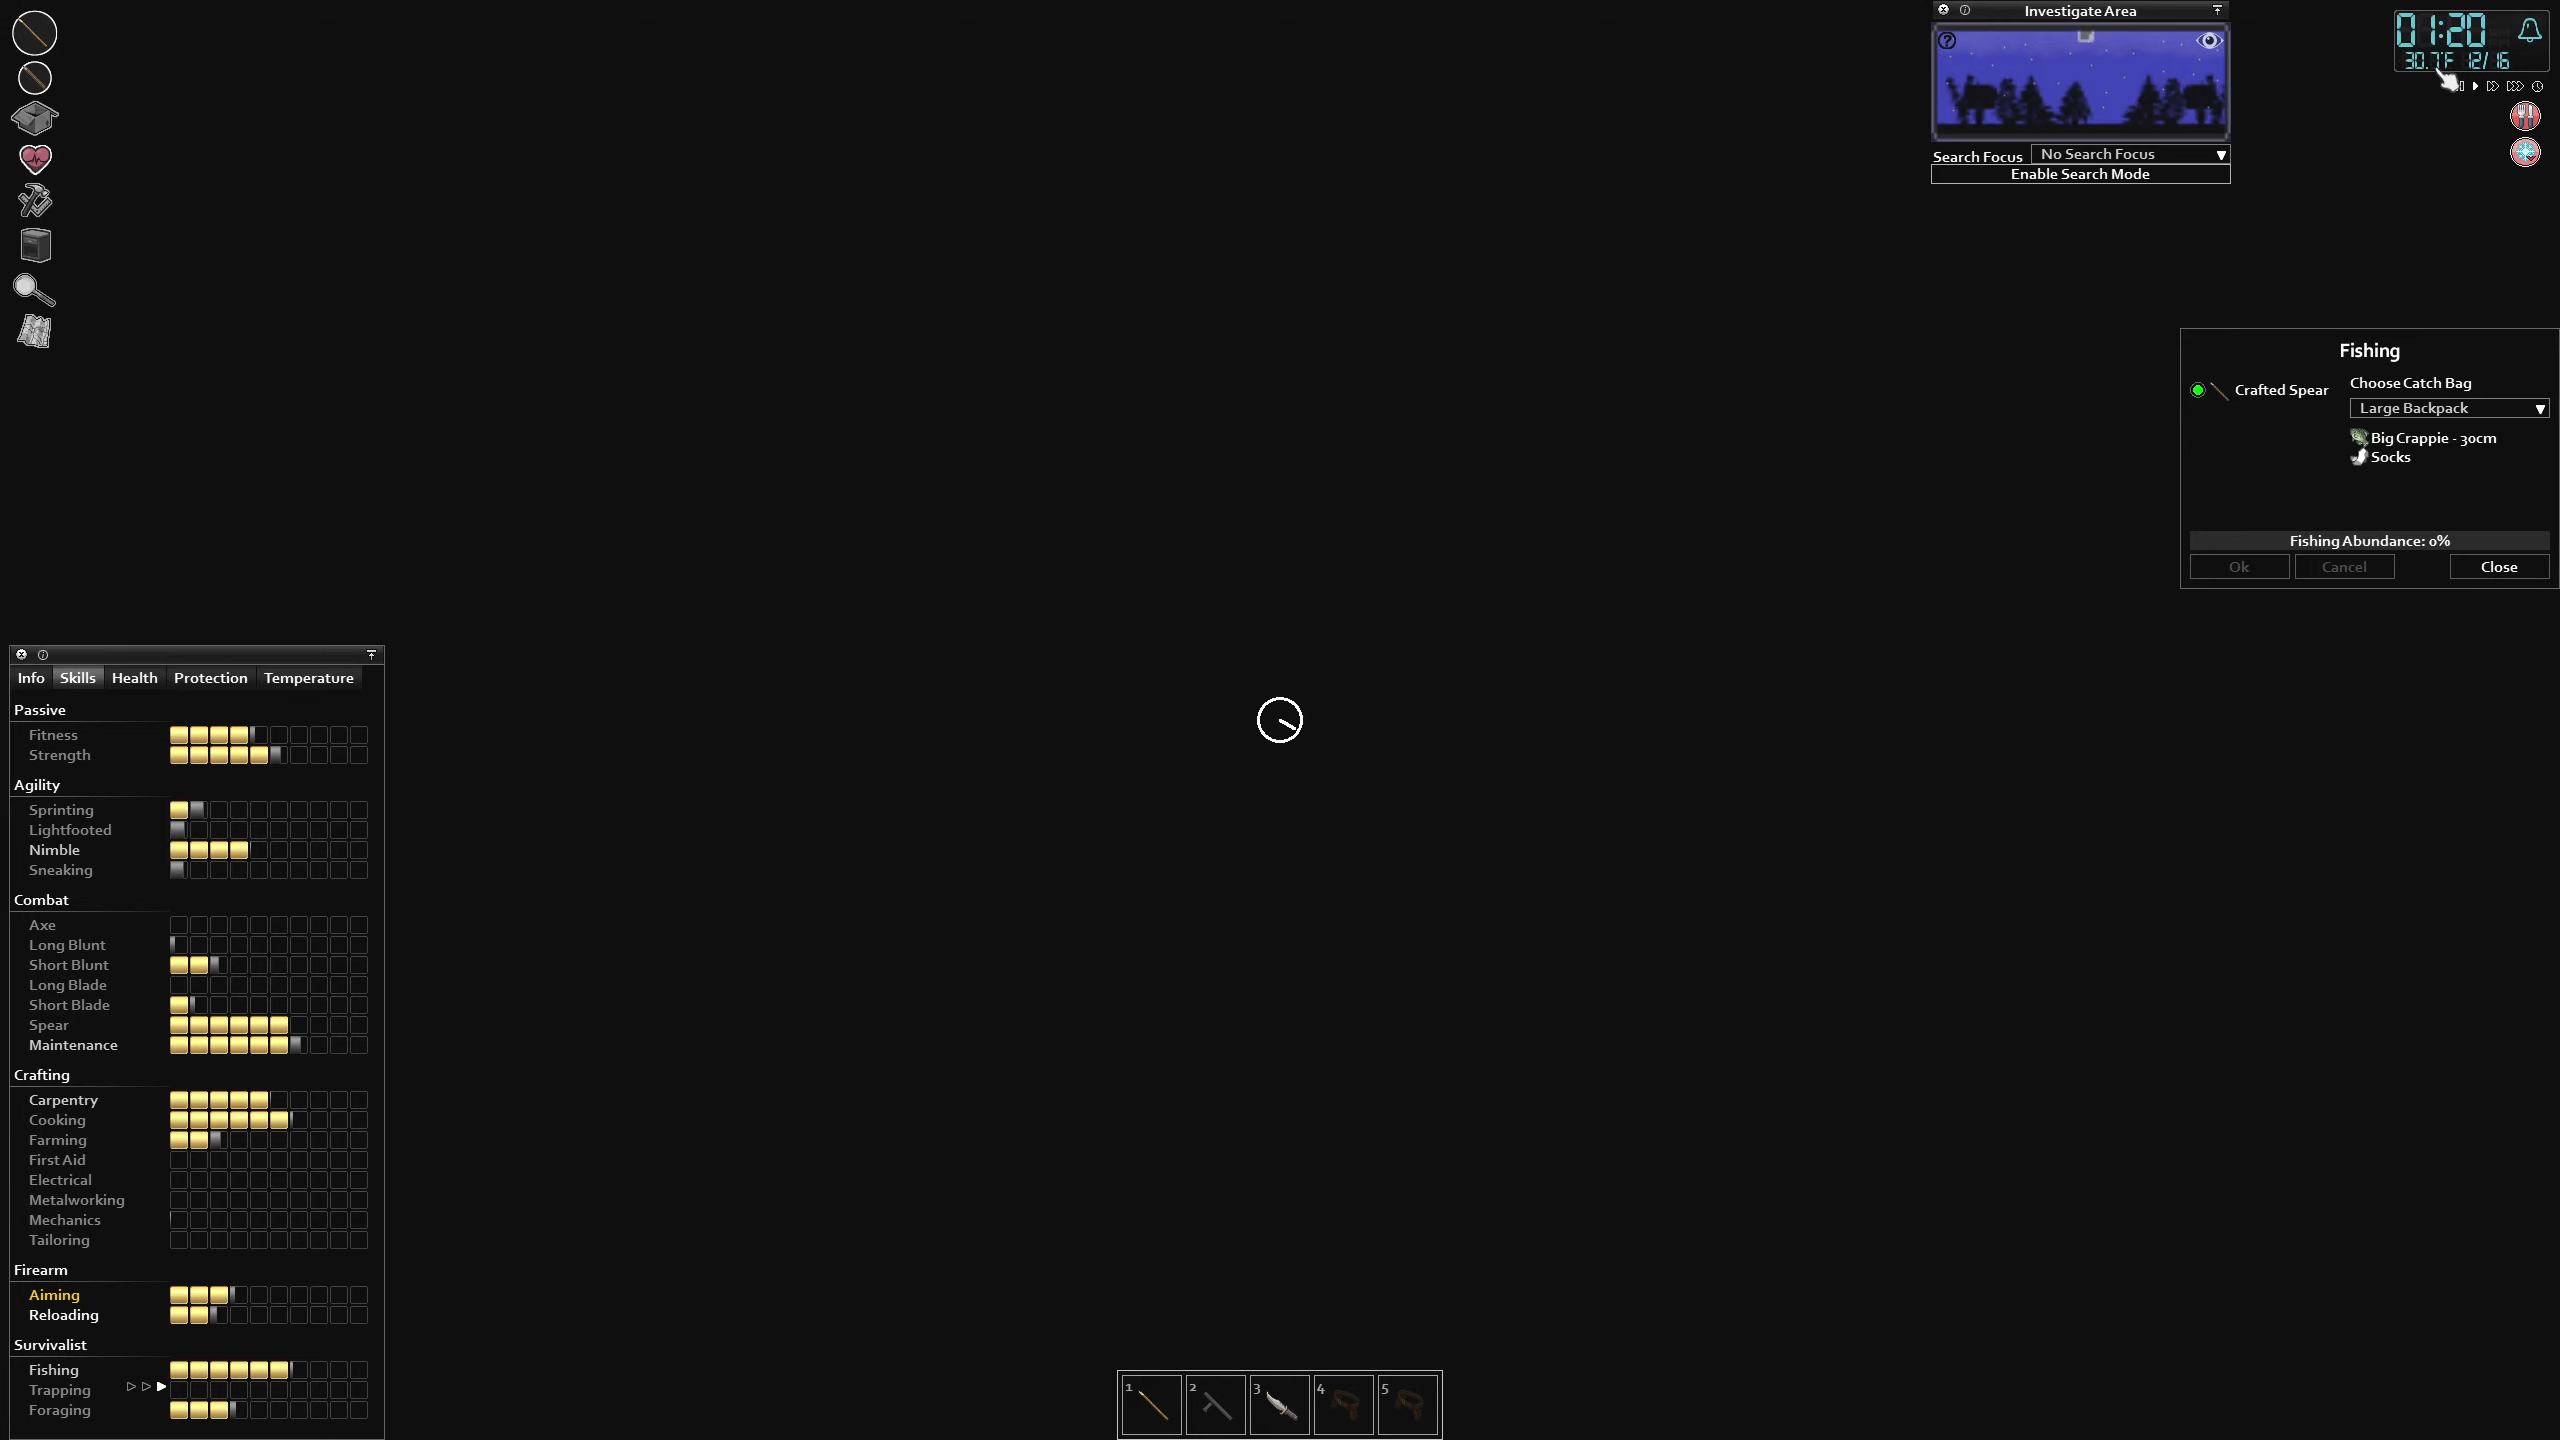 Investigate Area
?
Search Focus No Search Focus
Enable Search Mode
01:20
30.7°F 12/16
Fishing
Crafted Spear
Choose Catch Bag
Large Backpack
Big Crappie - 30cm
Socks
Fishing Abundance: 0%
Ok Cancel Close
Info Skills Health Protection Temperature
Passive
Fitness
Strength
Agility
Sprinting
Lightfooted
Nimble
Sneaking
Combat
Axe
Long Blunt
Short Blunt
Long Blade
Short Blade
Spear
Maintenance
Crafting
Carpentry
Cooking
Farming
First Aid
Electrical
Metalworking
Mechanics
Tailoring
Firearm
Aiming
Reloading
Survivalist
Fishing
Trapping
Foraging
1 2 3 4 5